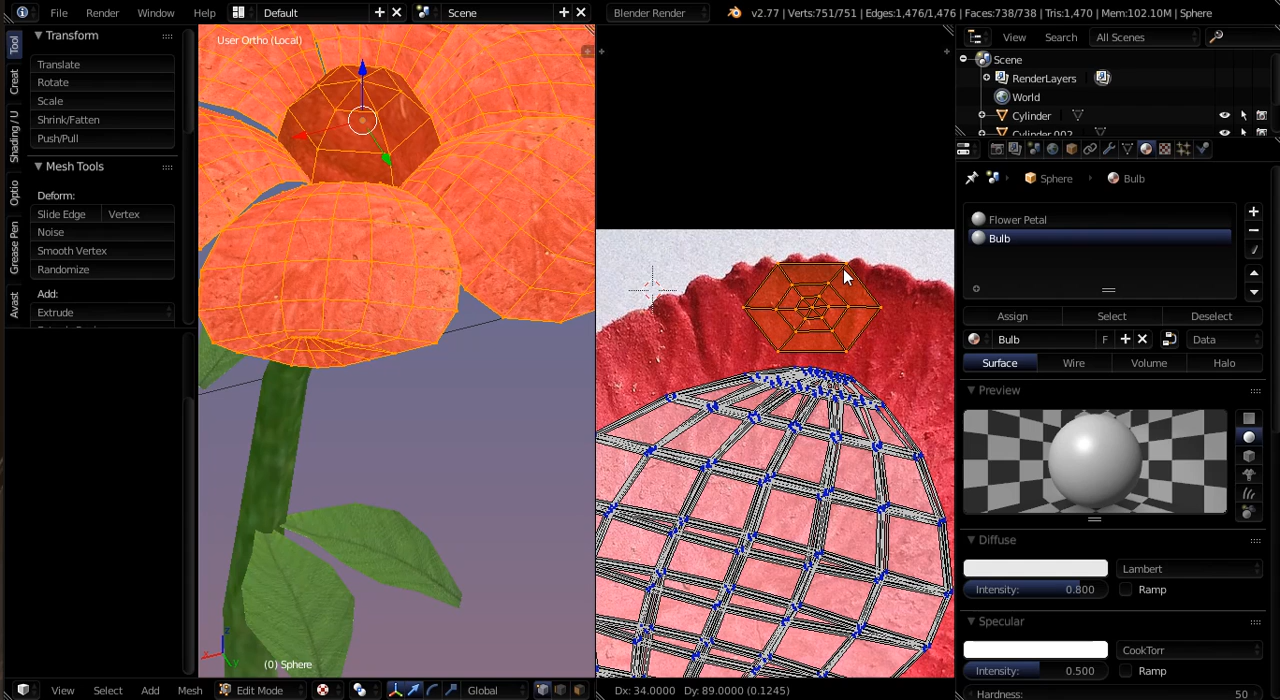 File Render Window Help Default Scene Blender Render v2.77 | Verts:751/751 | Edges:1,476/1,476 | Faces:738/738 | Tris:1,470 | Mem:102.10M | Sphere
Tool
Creat
Shading / U
Optio
Grease Pen
Avast
Transform
Translate
Rotate
Scale
Shrink/Fatten
Push/Pull
Mesh Tools
Deform:
Slide Edge Vertex
Noise
Smooth Vertex
Randomize
Add:
Extrude
User Ortho (Local)
(0) Sphere
View Select Add Mesh Edit Mode Global
Dx: 34.0000 Dy: 89.0000 (0.1245)
View Search All Scenes
Scene
RenderLayers
World
Cylinder
Cylinder.002
Sphere Bulb
Flower Petal
Bulb
Assign Select Deselect
Bulb F Data
Surface Wire Volume Halo
Preview
Diffuse
Lambert
Intensity: 0.800 Ramp
Specular
CookTorr
Intensity: 0.500 Ramp
Hardness: 50